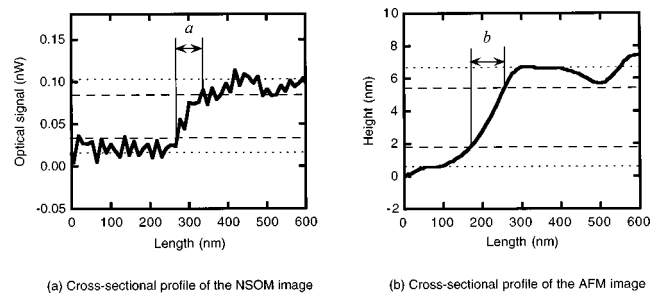 a
0.15
0.10
0.05
0.00
-0.05
Optical signal (nW)
0 100 200 300 400 500 600
Length (nm)
(a) Cross-sectional profile of the NSOM image
b
10
8
6
4
2
0
-2
Height (nm)
0 100 200 300 400 500 600
Length (nm)
(b) Cross-sectional profile of the AFM image